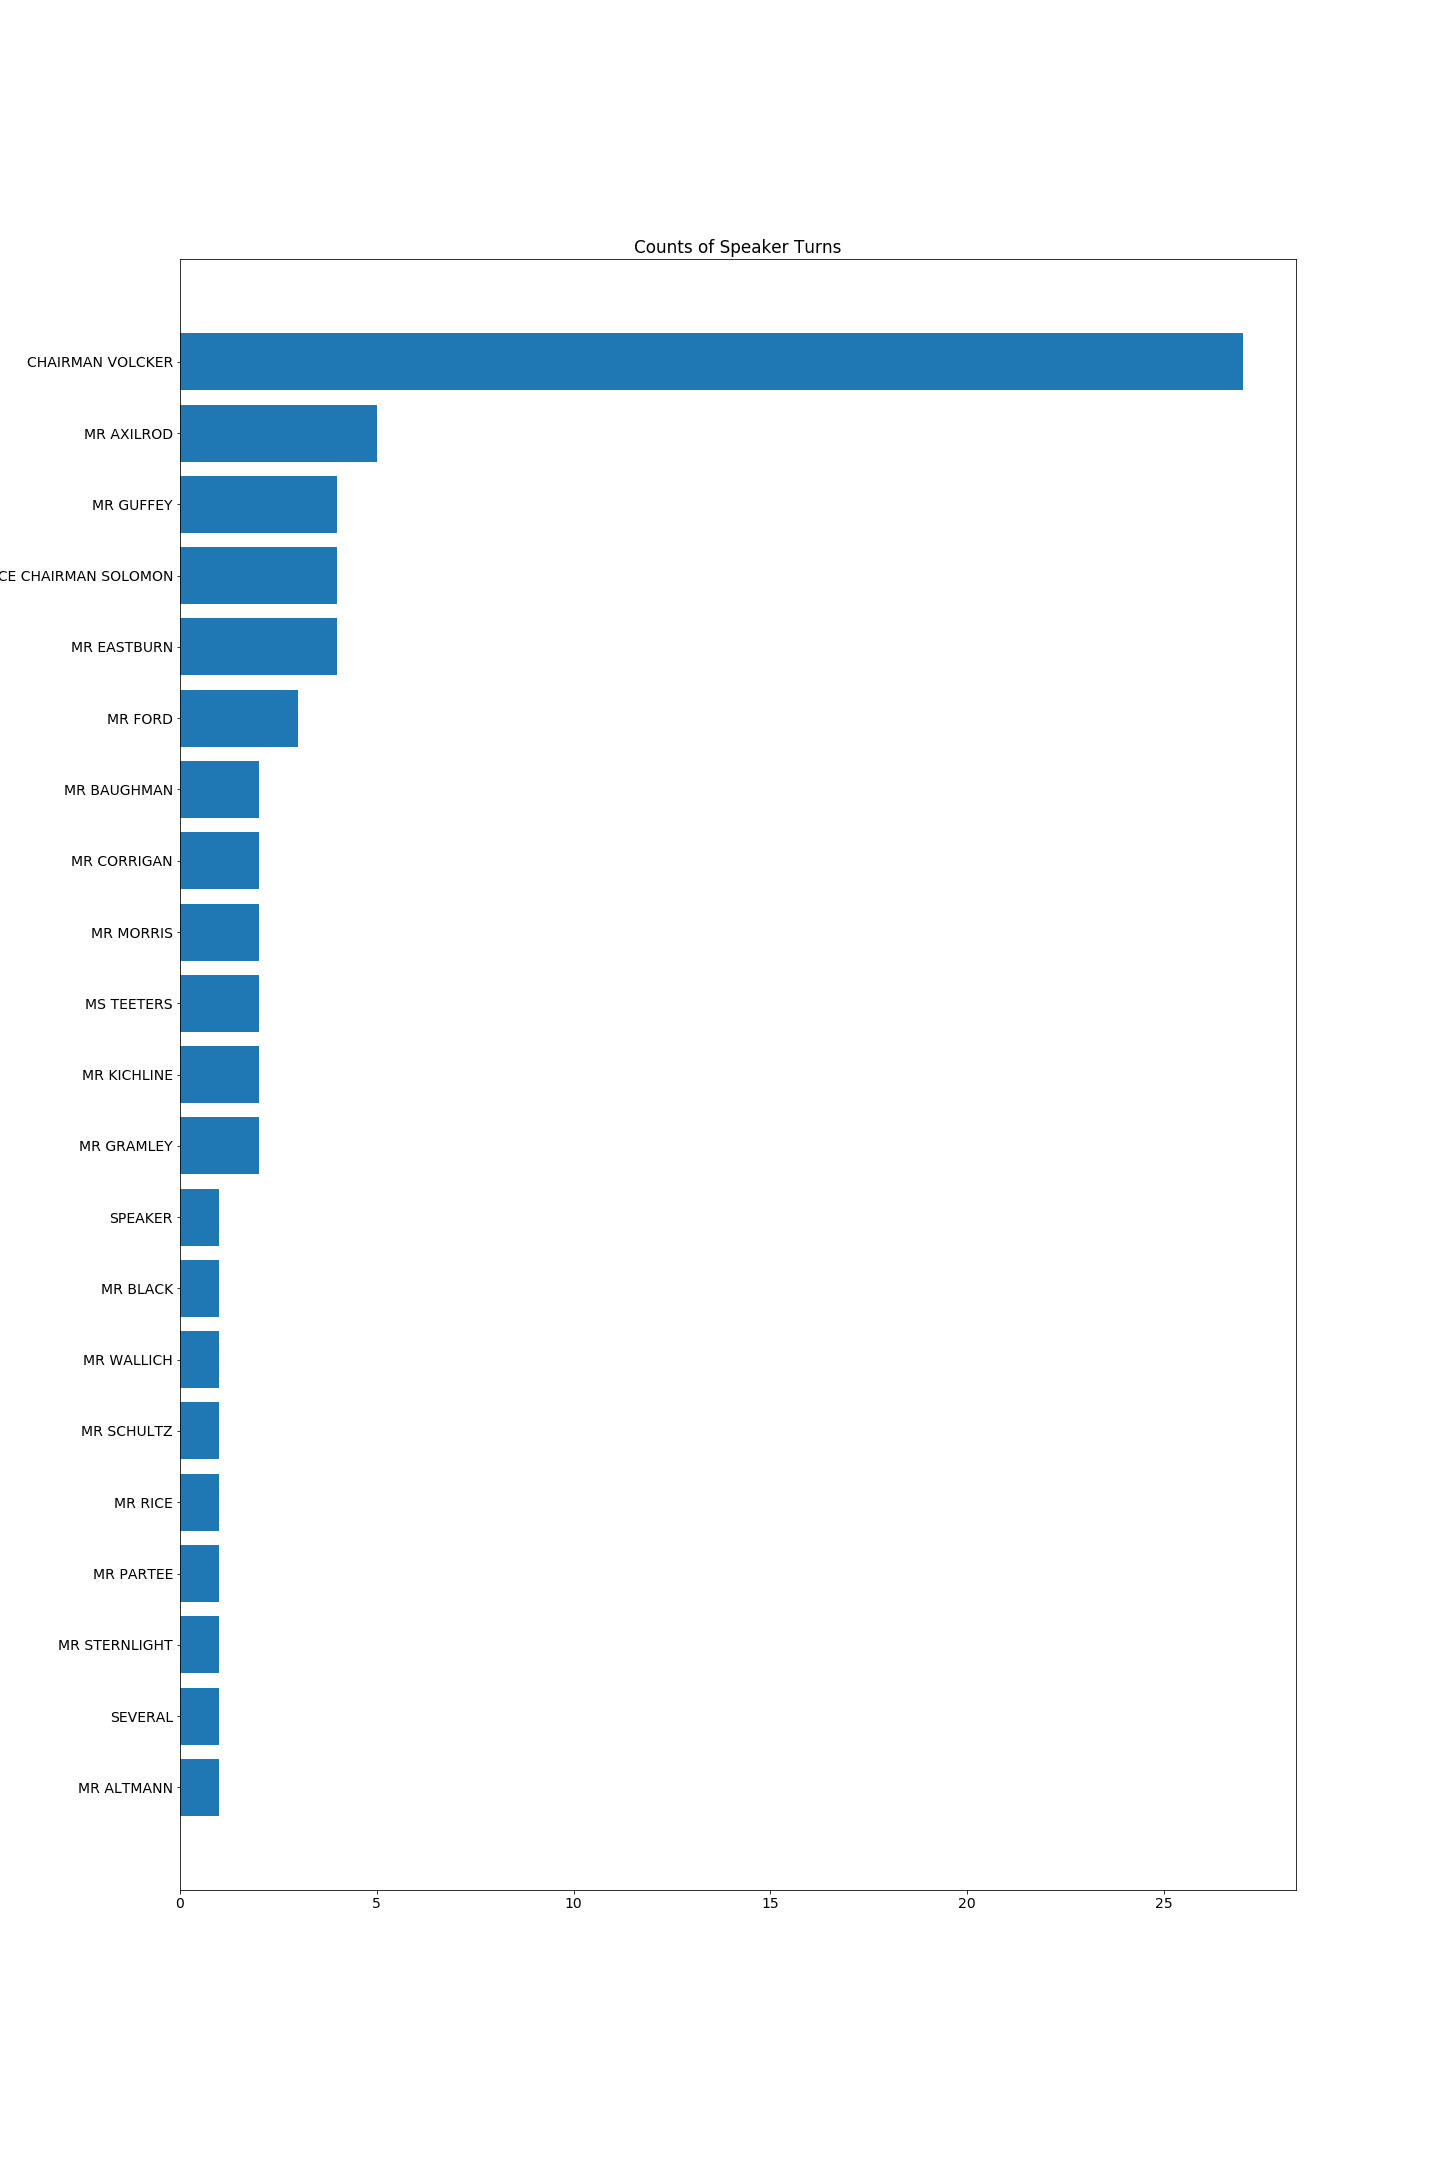 Counts of Speaker Turns
CHAIRMAN VOLCKER
MR AXILROD
MR GUFFEY
CE CHAIRMAN SOLOMON
MR EASTBURN
MR FORD
MR BAUGHMAN
MR CORRIGAN
MR MORRIS
MS TEETERS
MR KICHLINE
MR GRAMLEY
SPEAKER
MR BLACK
MR WALLICH
MR SCHULTZ
MR RICE
MR PARTEE
MR STERNLIGHT
SEVERAL
MR ALTMANN
0 5 10 15 20 25